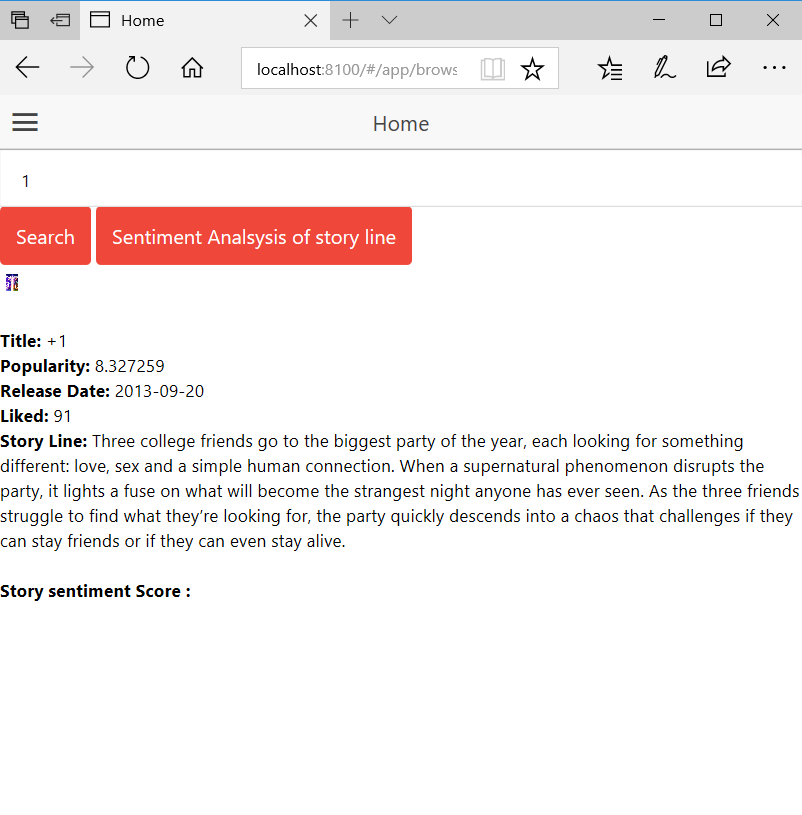 Home
localhost:8100/#/app/brows
Home
1
Search Sentiment Analsysis of story line
Title: +1
Popularity: 8.327259
Release Date: 2013-09-20
Liked: 91
Story Line: Three college friends go to the biggest party of the year, each looking for something
different: love, sex and a simple human connection. When a supernatural phenomenon disrupts the
party, it lights a fuse on what will become the strangest night anyone has ever seen. As the three friends
struggle to find what they’re looking for, the party quickly descends into a chaos that challenges if they
can stay friends or if they can even stay alive.
Story sentiment Score :